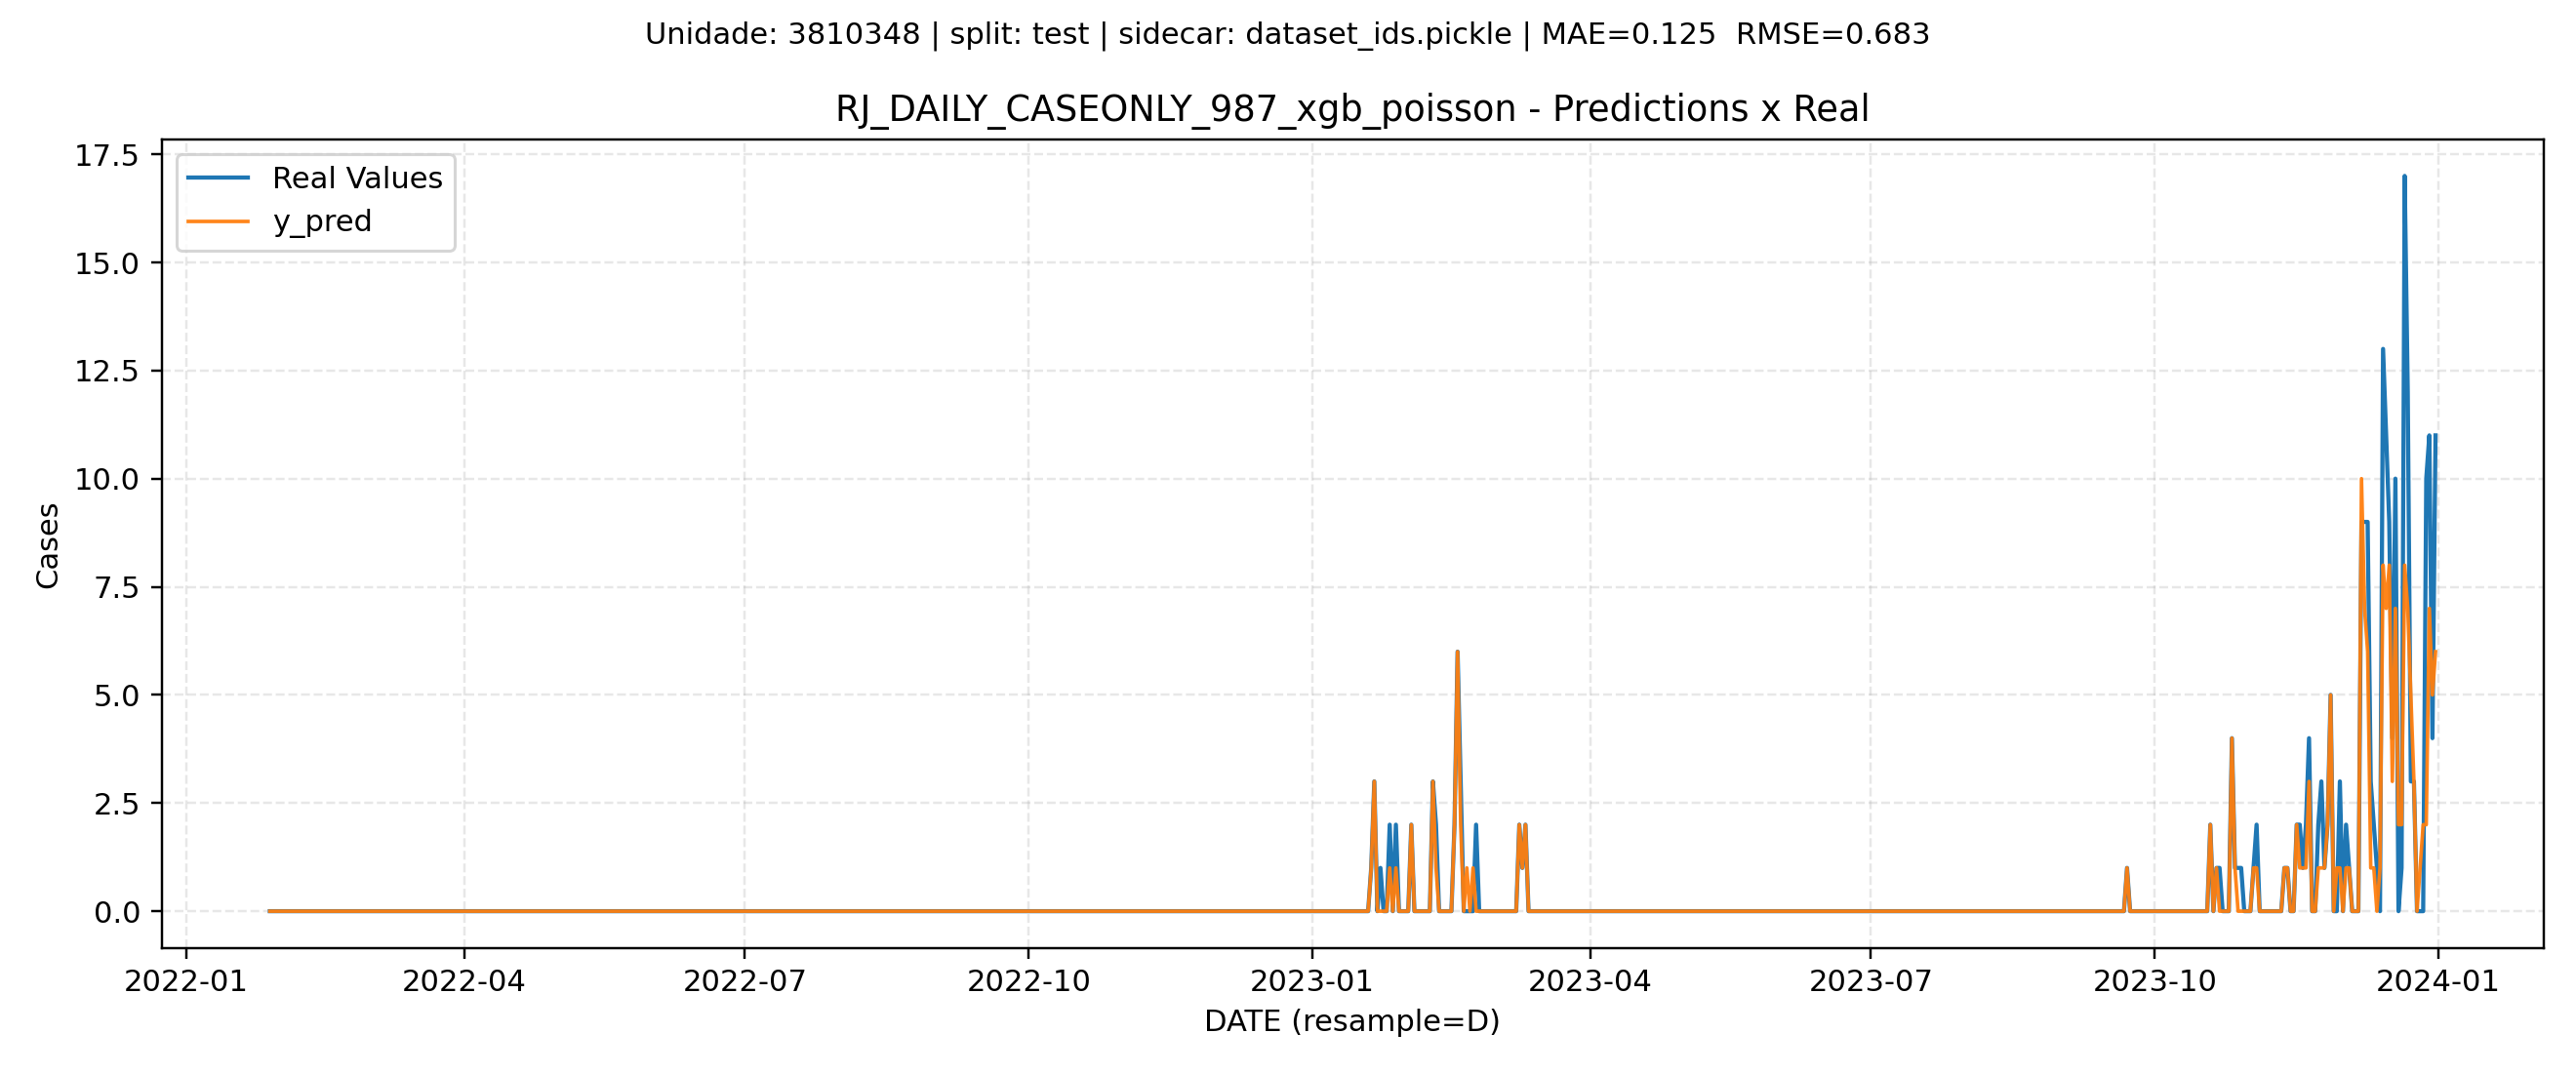 Unidade: 3810348 | split: test | sidecar: dataset_ids.pickle | MAE=0.125  RMSE=0.683
RJ_DAILY_CASEONLY_987_xgb_poisson - Predictions x Real
Real Values
y_pred
Cases
17.5
15.0
12.5
10.0
7.5
5.0
2.5
0.0
2022-01 2022-04 2022-07 2022-10 2023-01 2023-04 2023-07 2023-10 2024-01
DATE (resample=D)